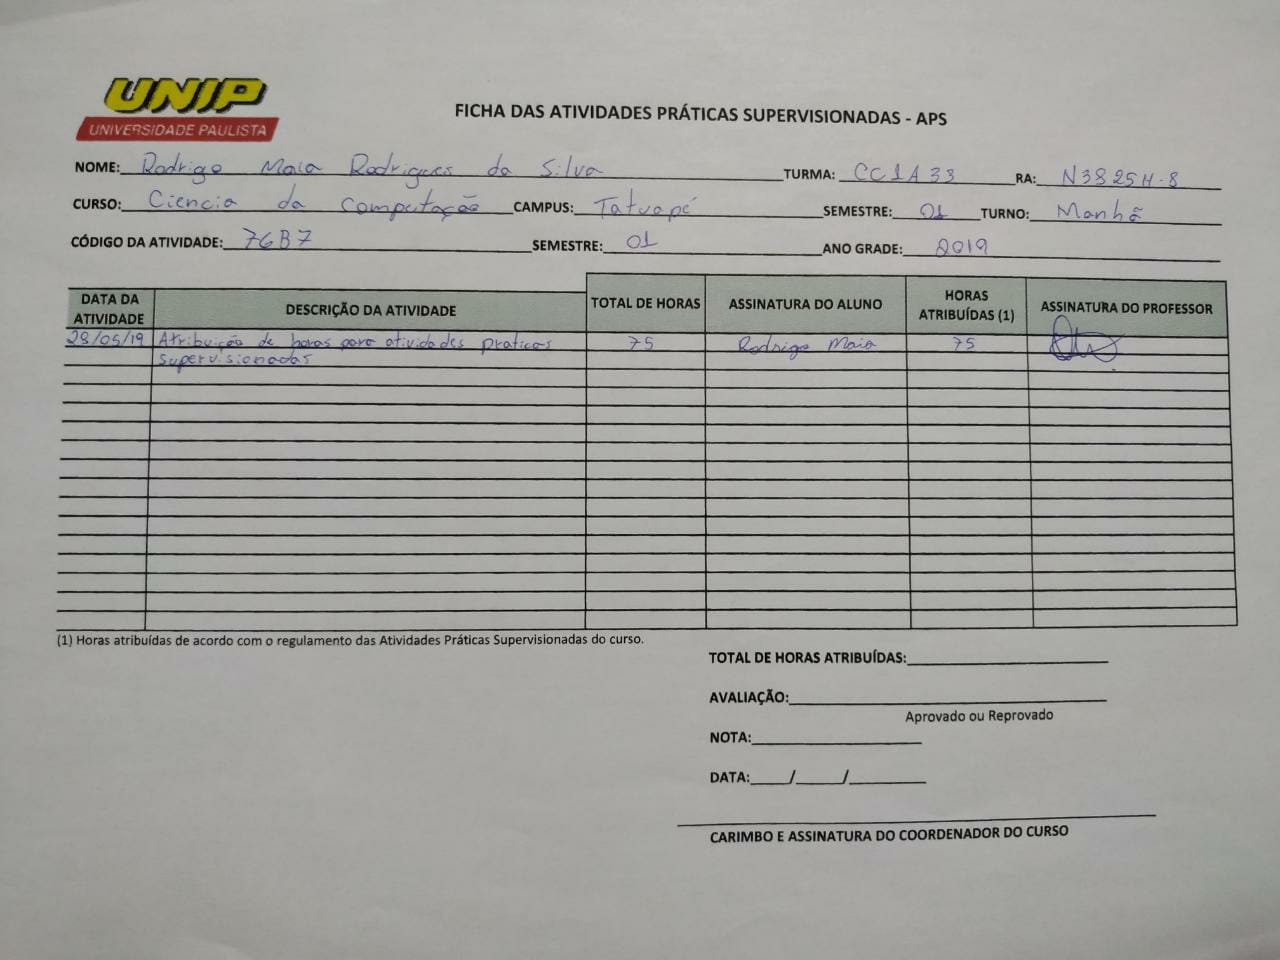 UNIP
UNIVERSIDADE PAULISTA
FICHA DAS ATIVIDADES PRÁTICAS SUPERVISIONADAS - APS
NOME: Rodrigo Maia Rodrigues da Silva TURMA: CC1A33 RA: N3825H-8
CURSO: Ciencia da Computação CAMPUS: Tatuapé SEMESTRE: 01 TURNO: Manhã
CÓDIGO DA ATIVIDADE: 76B7 SEMESTRE: 01 ANO GRADE: 2019
DATA DA ATIVIDADE DESCRIÇÃO DA ATIVIDADE TOTAL DE HORAS ASSINATURA DO ALUNO HORAS ATRIBUÍDAS (1) ASSINATURA DO PROFESSOR
28/05/19 Atribuição de horas para atividades praticas 75 Rodrigo Maia 75
supervisionadas
(1) Horas atribuídas de acordo com o regulamento das Atividades Práticas Supervisionadas do curso.
TOTAL DE HORAS ATRIBUÍDAS:
AVALIAÇÃO:
Aprovado ou Reprovado
NOTA:
DATA: / /
CARIMBO E ASSINATURA DO COORDENADOR DO CURSO